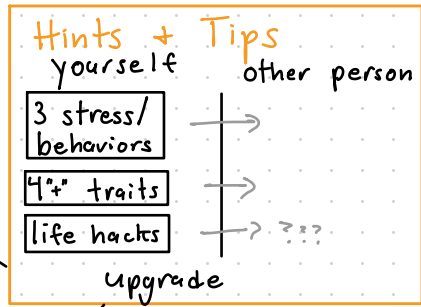 Hints + Tips
yourself
other person
3 stress/
behaviors
4"+" traits
life hacks
???
upgrade